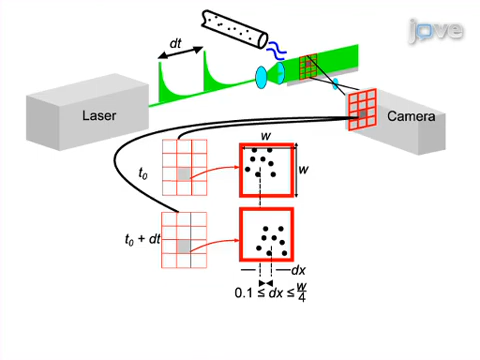 jove
dt
Laser
Camera
w
t₀
w
t₀ + dt
dx
0.1 ≤ dx ≤ w/4